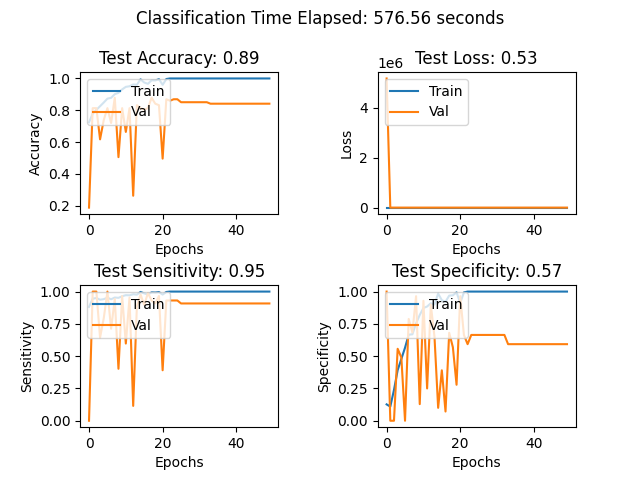 Classification Time Elapsed: 576.56 seconds
Test Accuracy: 0.89
Accuracy
1.0
0.8
0.6
0.4
0.2
Train
Val
0 20 40
Epochs
Test Loss: 0.53
1e6
Loss
4
2
0
Train
Val
0 20 40
Epochs
Test Sensitivity: 0.95
Sensitivity
1.00
0.75
0.50
0.25
0.00
Train
Val
0 20 40
Epochs
Test Specificity: 0.57
Specificity
1.00
0.75
0.50
0.25
0.00
Train
Val
0 20 40
Epochs